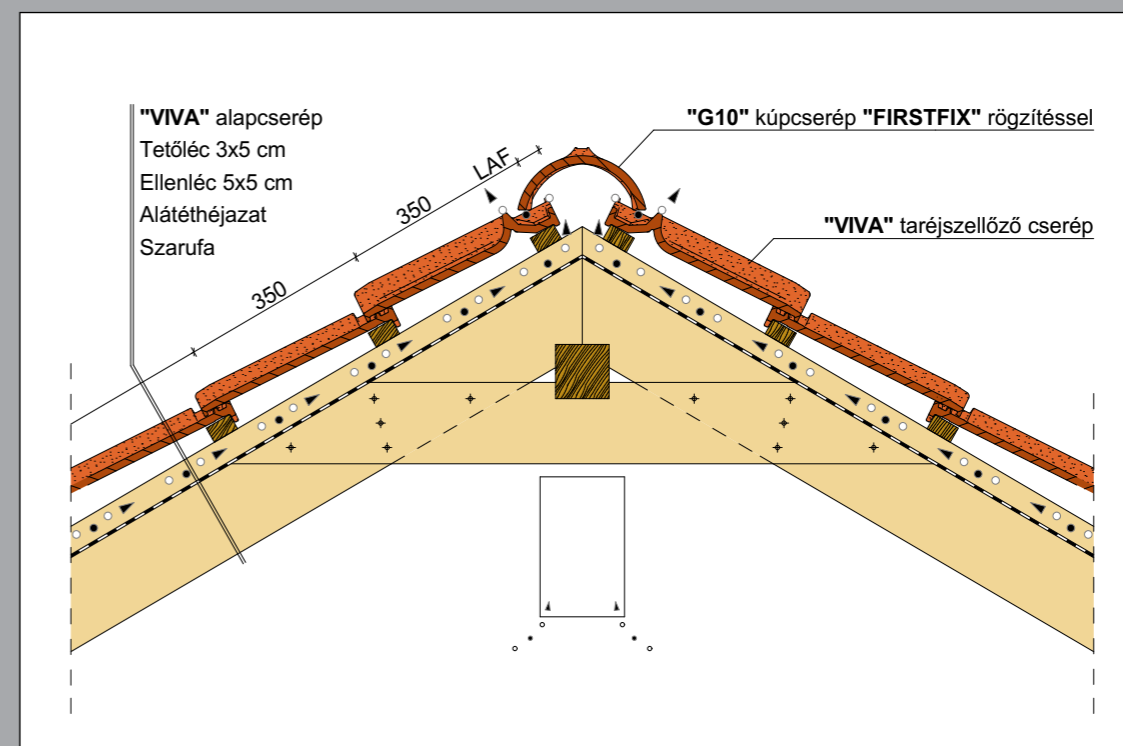 "VIVA" alapcserép
Tetőléc 3x5 cm
Ellenléc 5x5 cm
Alátéthéjazat
Szarufa
350
350
LAF
"G10" kúpcserép "FIRSTFIX" rögzítéssel
"VIVA" taréjszellőző cserép